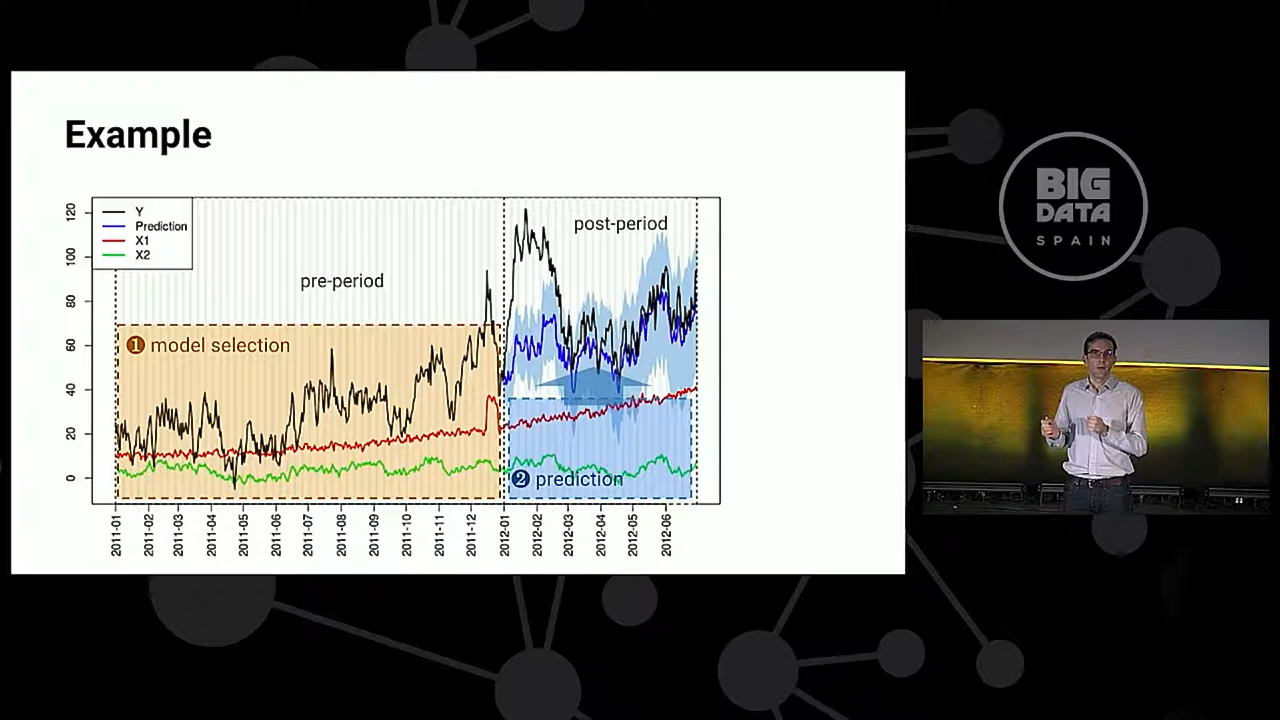 Example
Y
Prediction
X1
X2
120
100
80
60
40
20
0
pre-period
post-period
1 model selection
2 prediction
2011-01
2011-02
2011-03
2011-04
2011-05
2011-06
2011-07
2011-08
2011-09
2011-10
2011-11
2011-12
2012-01
2012-02
2012-03
2012-04
2012-05
2012-06
BIG
DATA
SPAIN